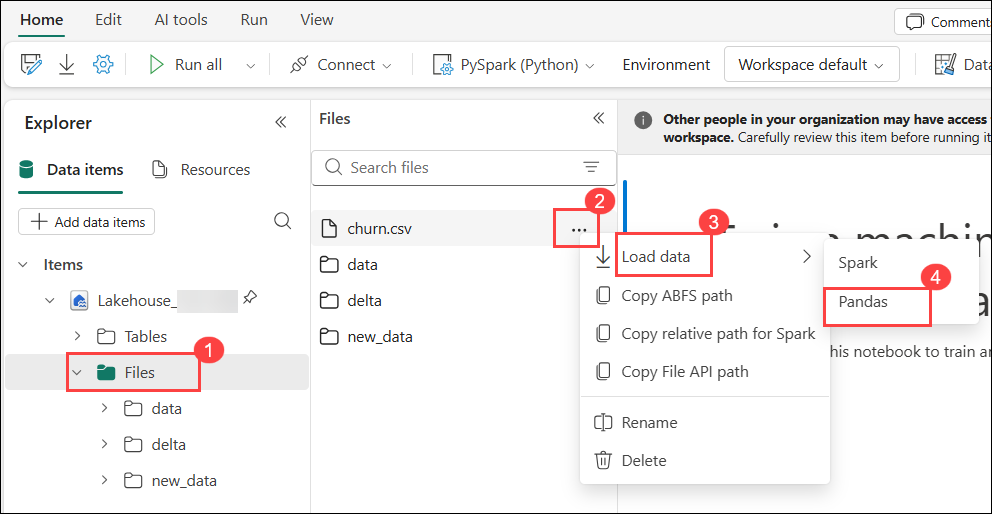 Home Edit AI tools Run View
Comment
Run all Connect PySpark (Python) Environment Workspace default Data
Explorer
Data items Resources
Add data items
Items
Lakehouse_
Tables
1
Files
data
delta
new_data
Files
Search files
2
churn.csv ...
data
delta
new_data
Other people in your organization may have access
workspace. Carefully review this item before running it
3
Load data
Copy ABFS path
Copy relative path for Spark
Copy File API path
Rename
Delete
Spark
4
Pandas
machin
his notebook to train an